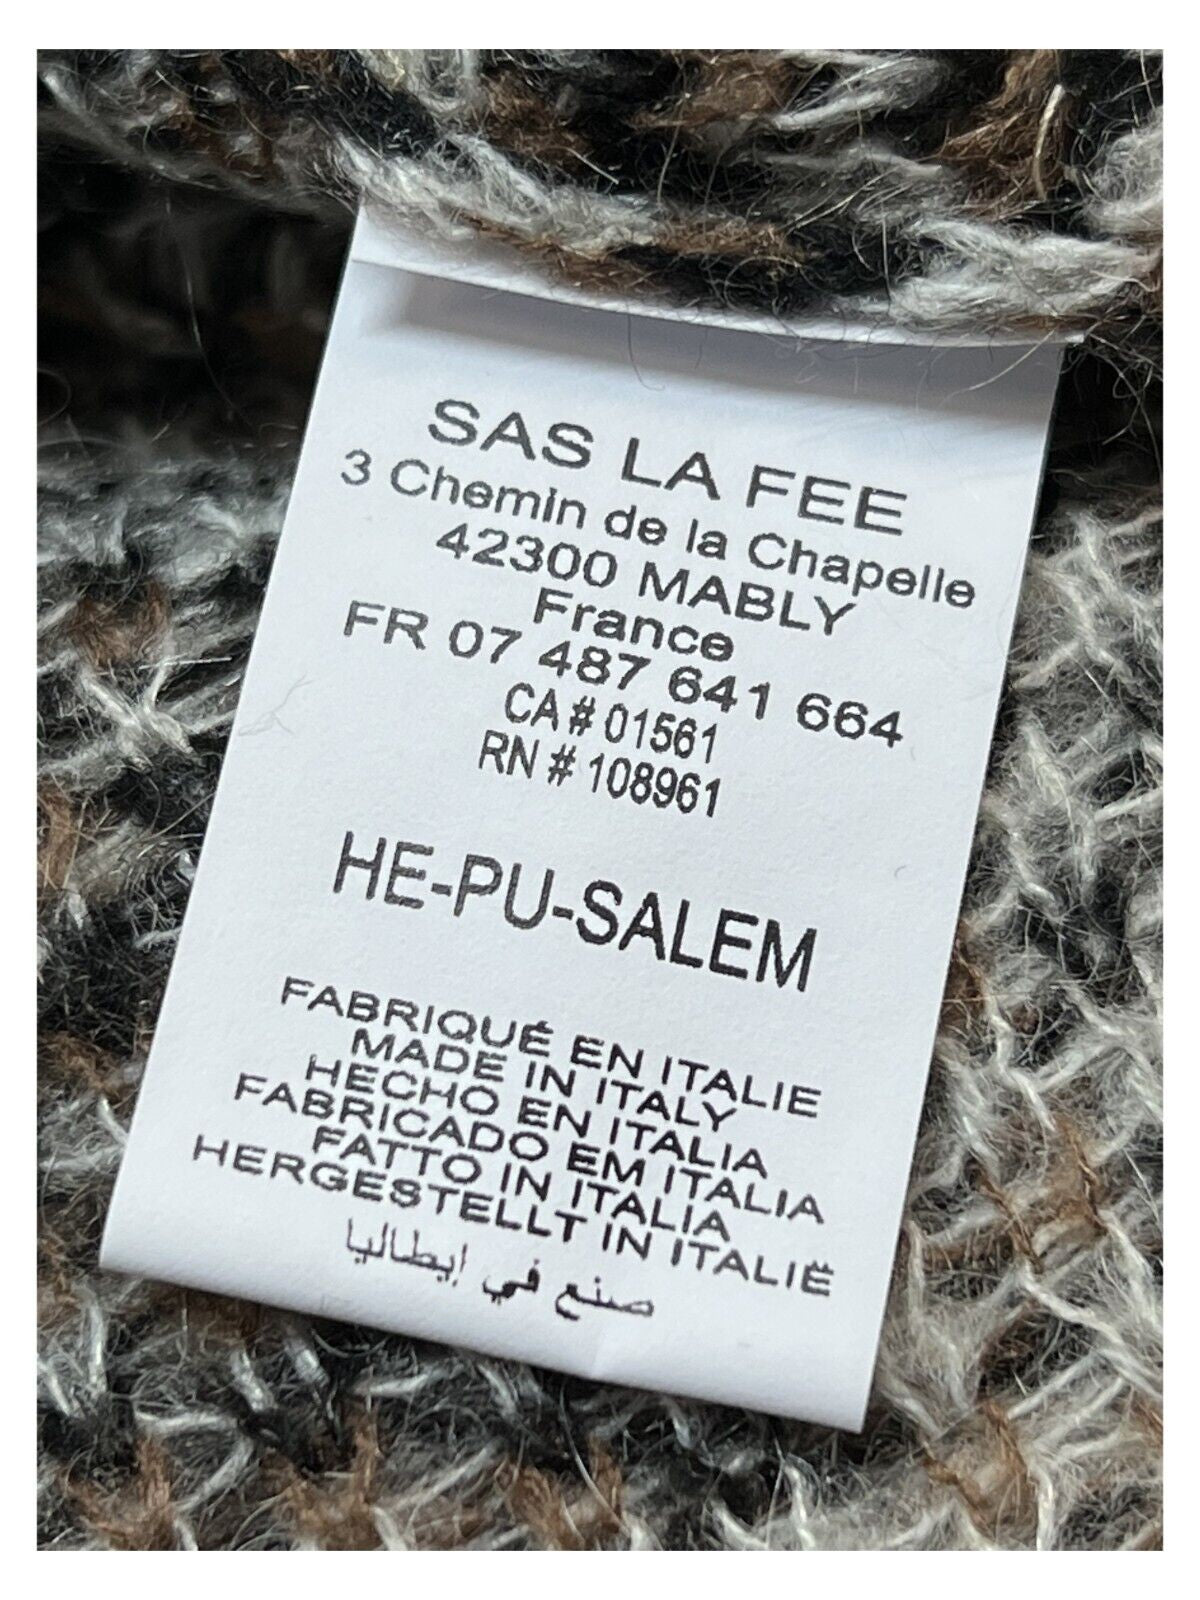 SAS LA FEE
3 Chemin de la Chapelle
42300 MABLY
France
FR 07 487 641 664
CA # 01561
RN # 108961
HE-PU-SALEM
FABRIQUÉ EN ITALIE
MADE IN ITALY
HECHO EN ITALIA
FABRICADO EM ITALIA
FATTO IN ITALIA
HERGESTELLT IN ITALIË
صنع في إيطاليا